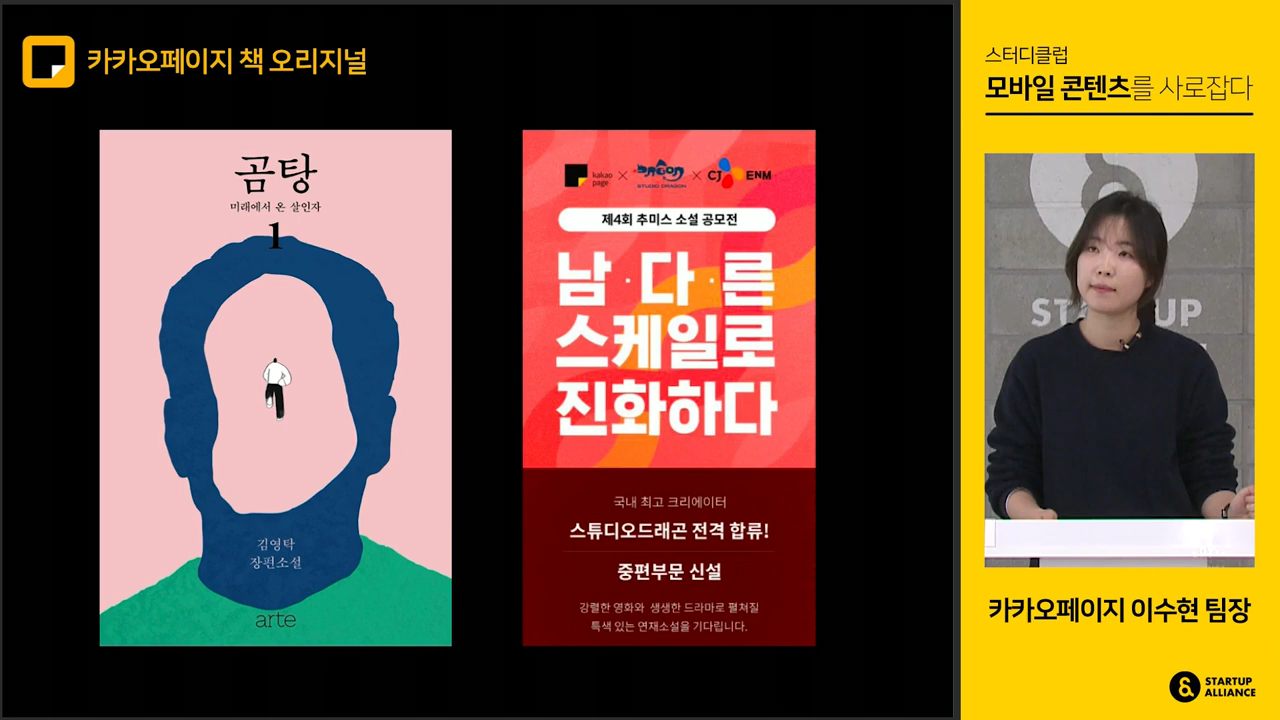 카카오페이지 책 오리지널
곰탕
미래에서 온 살인자
1
김영탁
장편소설
arte
kakao
page
×
DRAGON
STUDIO DRAGON
×
CJ ENM
제4회 추미스 소설 공모전
남·다·른
스케일로
진화하다
국내 최고 크리에이터
스튜디오드래곤 전격 합류!
중편부문 신설
강렬한 영화와 생생한 드라마로 펼쳐질
특색 있는 연재소설을 기다립니다.
스터디클럽
모바일 콘텐츠를 사로잡다
카카오페이지 이수현 팀장
STARTUP
ALLIANCE